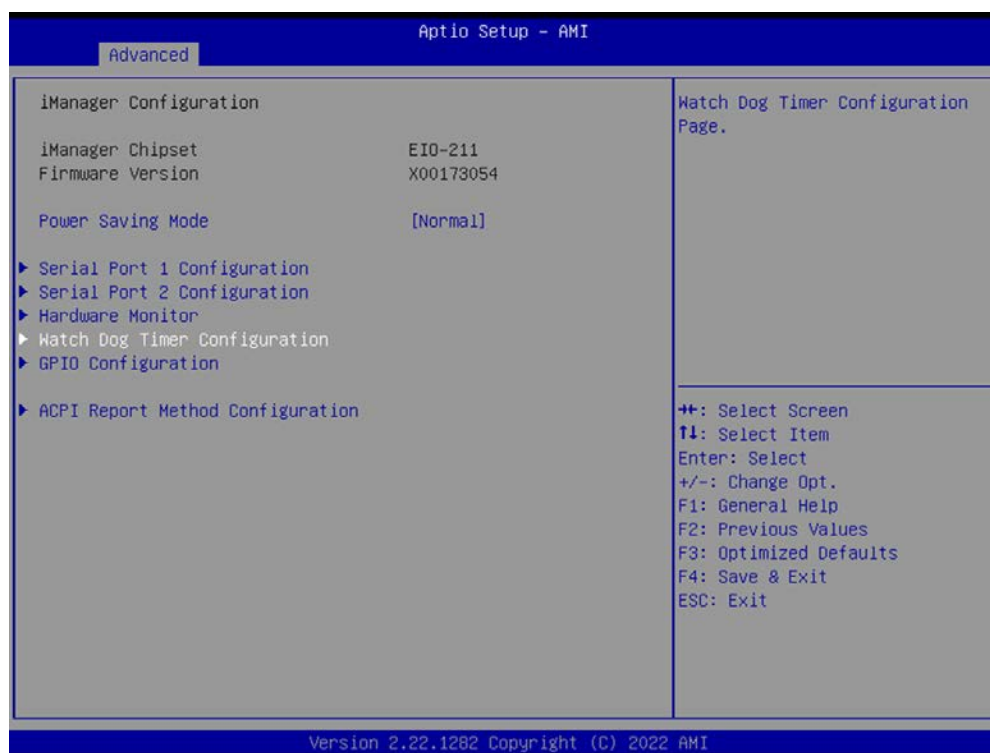 Aptio Setup – AMI
Advanced
iManager Configuration
iManager Chipset EIO-211
Firmware Version X00173054
Power Saving Mode [Normal]
▶ Serial Port 1 Configuration
▶ Serial Port 2 Configuration
▶ Hardware Monitor
▶ Watch Dog Timer Configuration
▶ GPIO Configuration
▶ ACPI Report Method Configuration
Watch Dog Timer Configuration
Page.
→←: Select Screen
↑↓: Select Item
Enter: Select
+/-: Change Opt.
F1: General Help
F2: Previous Values
F3: Optimized Defaults
F4: Save & Exit
ESC: Exit
Version 2.22.1282 Copyright (C) 2022 AMI